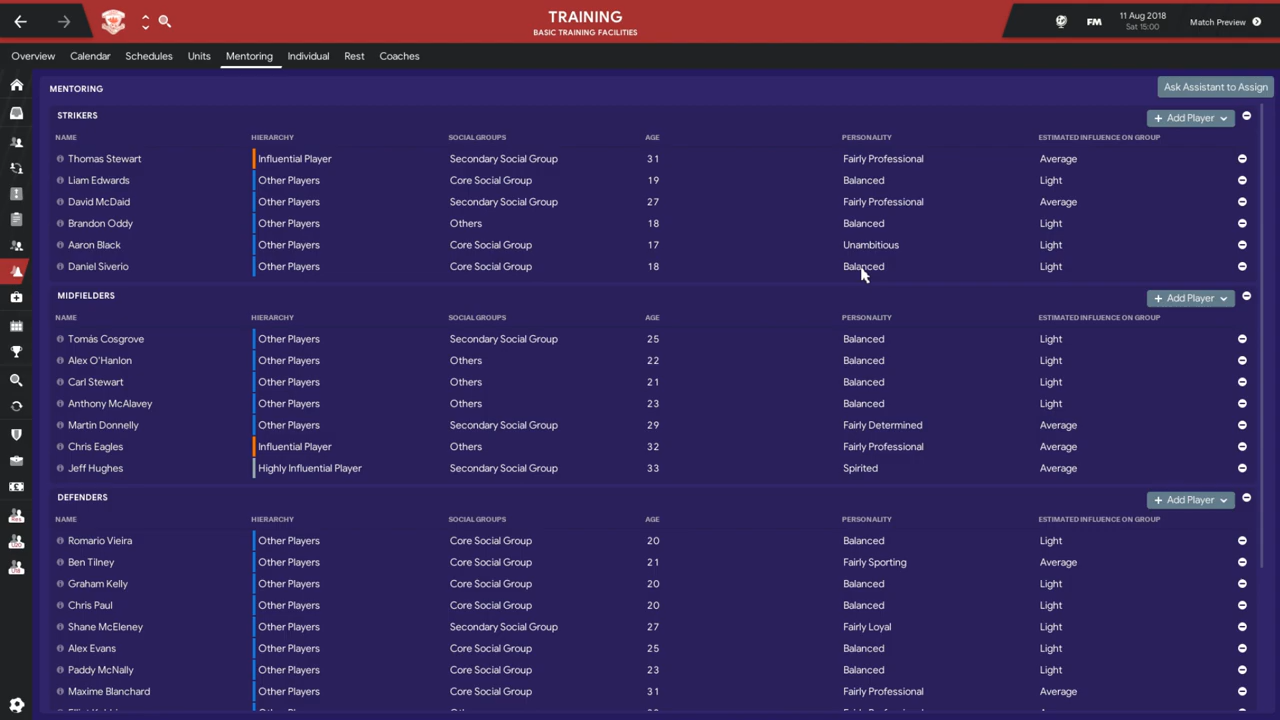 TRAINING
BASIC TRAINING FACILITIES
FM
11 Aug 2018
Sat 15:00
Match Preview
Overview Calendar Schedules Units Mentoring Individual Rest Coaches
MENTORING
Ask Assistant to Assign
STRIKERS
+ Add Player
NAME HIERARCHY SOCIAL GROUPS AGE PERSONALITY ESTIMATED INFLUENCE ON GROUP
Thomas Stewart Influential Player Secondary Social Group 31 Fairly Professional Average
Liam Edwards Other Players Core Social Group 19 Balanced Light
David McDaid Other Players Secondary Social Group 27 Fairly Professional Average
Brandon Oddy Other Players Others 18 Balanced Light
Aaron Black Other Players Core Social Group 17 Unambitious Light
Daniel Siverio Other Players Core Social Group 18 Balanced Light
MIDFIELDERS
+ Add Player
NAME HIERARCHY SOCIAL GROUPS AGE PERSONALITY ESTIMATED INFLUENCE ON GROUP
Tomás Cosgrove Other Players Secondary Social Group 25 Balanced Light
Alex O'Hanlon Other Players Others 22 Balanced Light
Carl Stewart Other Players Others 21 Balanced Light
Anthony McAlavey Other Players Others 23 Balanced Light
Martin Donnelly Other Players Secondary Social Group 29 Fairly Determined Average
Chris Eagles Influential Player Others 32 Fairly Professional Average
Jeff Hughes Highly Influential Player Secondary Social Group 33 Spirited Average
DEFENDERS
+ Add Player
NAME HIERARCHY SOCIAL GROUPS AGE PERSONALITY ESTIMATED INFLUENCE ON GROUP
Romario Vieira Other Players Core Social Group 20 Balanced Light
Ben Tilney Other Players Core Social Group 21 Fairly Sporting Average
Graham Kelly Other Players Core Social Group 20 Balanced Light
Chris Paul Other Players Core Social Group 20 Balanced Light
Shane McEleney Other Players Secondary Social Group 27 Fairly Loyal Light
Alex Evans Other Players Core Social Group 25 Balanced Light
Paddy McNally Other Players Core Social Group 23 Balanced Light
Maxime Blanchard Other Players Core Social Group 31 Fairly Professional Average